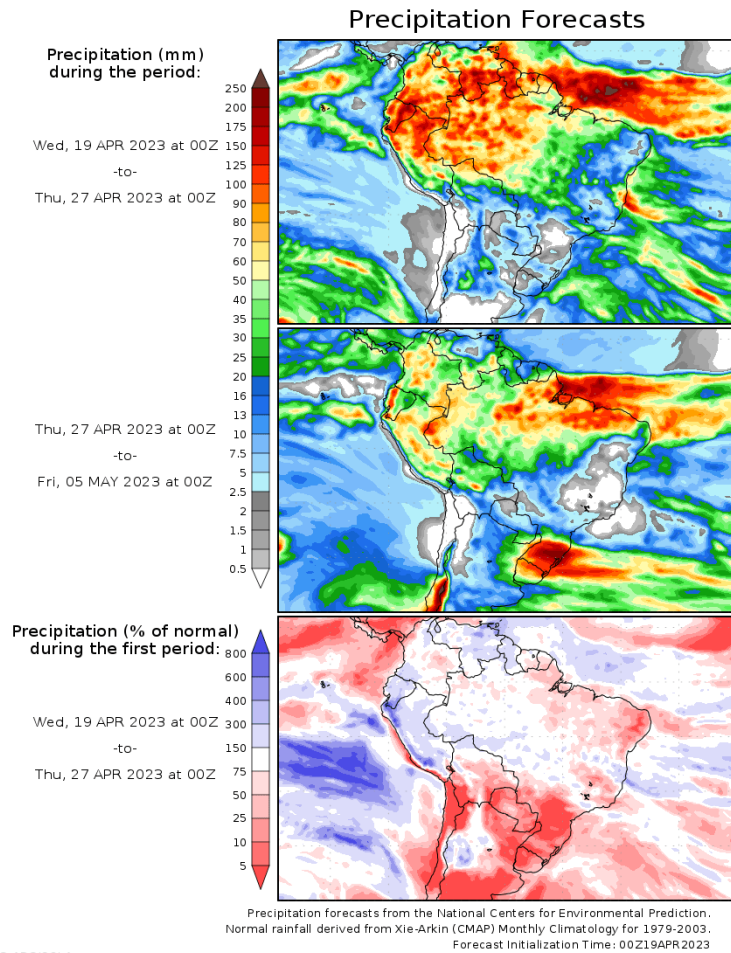 Precipitation Forecasts
Precipitation (mm)
during the period:
Wed, 19 APR 2023 at 00Z
-to-
Thu, 27 APR 2023 at 00Z
250
200
175
150
125
100
90
80
70
60
50
40
35
30
25
20
16
13
10
7.5
5
2.5
2
1.5
1
0.5
Thu, 27 APR 2023 at 00Z
-to-
Fri, 05 MAY 2023 at 00Z
Precipitation (% of normal)
during the first period:
Wed, 19 APR 2023 at 00Z
-to-
Thu, 27 APR 2023 at 00Z
800
600
400
300
150
75
50
25
10
5
Precipitation forecasts from the National Centers for Environmental Prediction.
Normal rainfall derived from Xie-Arkin (CMAP) Monthly Climatology for 1979-2003.
Forecast Initialization Time: 00Z19APR2023